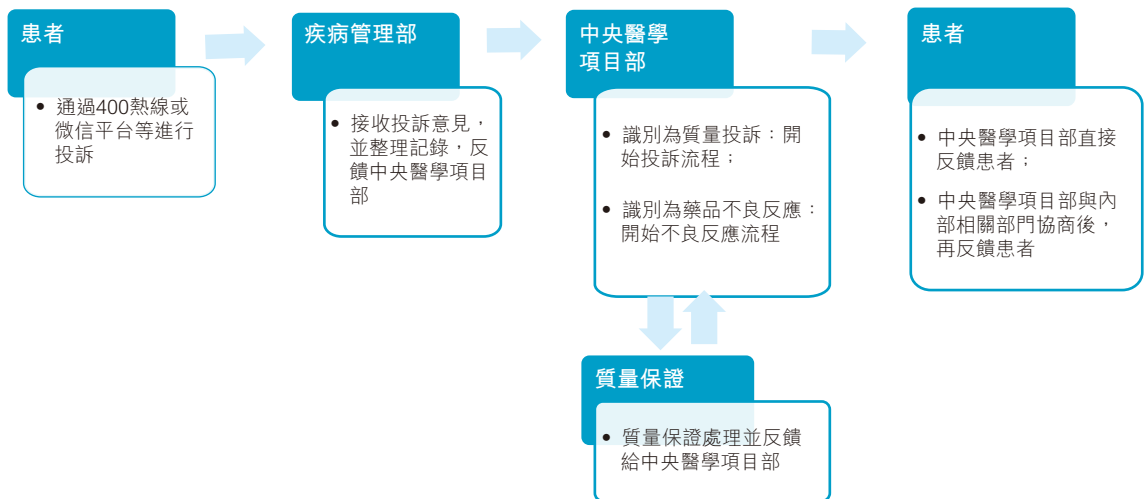 患者
• 通過400熱線或
微信平台等進行
投訴
疾病管理部
• 接收投訴意見，
並整理記錄，反
饋中央醫學項目
部
中央醫學
項目部
• 識別為質量投訴：開
始投訴流程；
• 識別為藥品不良反應：
開始不良反應流程
患者
• 中央醫學項目部直接
反饋患者；
• 中央醫學項目部與內
部相關部門協商後，
再反饋患者
質量保證
• 質量保證處理並反饋
給中央醫學項目部